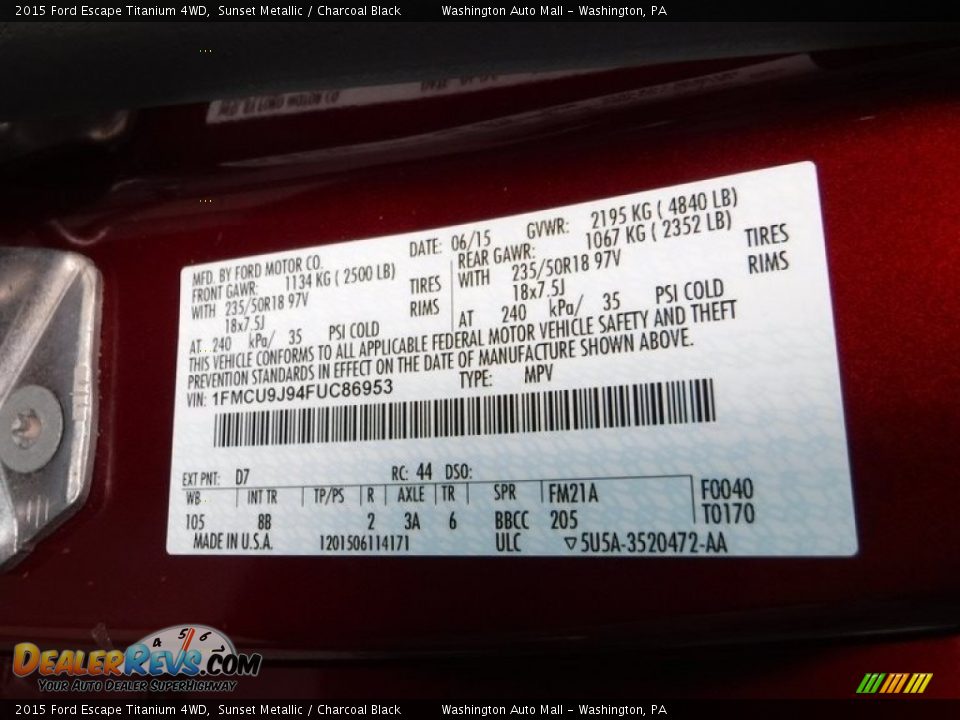 2015 Ford Escape Titanium 4WD, Sunset Metallic / Charcoal Black Washington Auto Mall - Washington, PA
MFD. BY FORD MOTOR CO. DATE: 06/15 GVWR: 2195 KG ( 4840 LB)
FRONT GAWR: 1134 KG ( 2500 LB) REAR GAWR: 1067 KG ( 2352 LB)
WITH 235/50R18 97V TIRES WITH 235/50R18 97V TIRES
18x7.5J RIMS 18x7.5J RIMS
AT 240 kPa/ 35 PSI COLD AT 240 kPa/ 35 PSI COLD
THIS VEHICLE CONFORMS TO ALL APPLICABLE FEDERAL MOTOR VEHICLE SAFETY AND THEFT
PREVENTION STANDARDS IN EFFECT ON THE DATE OF MANUFACTURE SHOWN ABOVE.
VIN: 1FMCU9J94FUC86953 TYPE: MPV
EXT PNT: D7 RC: 44 DSO:
WB INT TR TP/PS R AXLE TR SPR FM21A F0040
105 8B 2 3A 6 BBCC 205 T0170
MADE IN U.S.A. 1201506114171 ULC ▽5U5A-3520472-AA
4 5 6
DEALERREVS.COM
YOUR AUTO DEALER SUPERHIGHWAY
2015 Ford Escape Titanium 4WD, Sunset Metallic / Charcoal Black Washington Auto Mall - Washington, PA